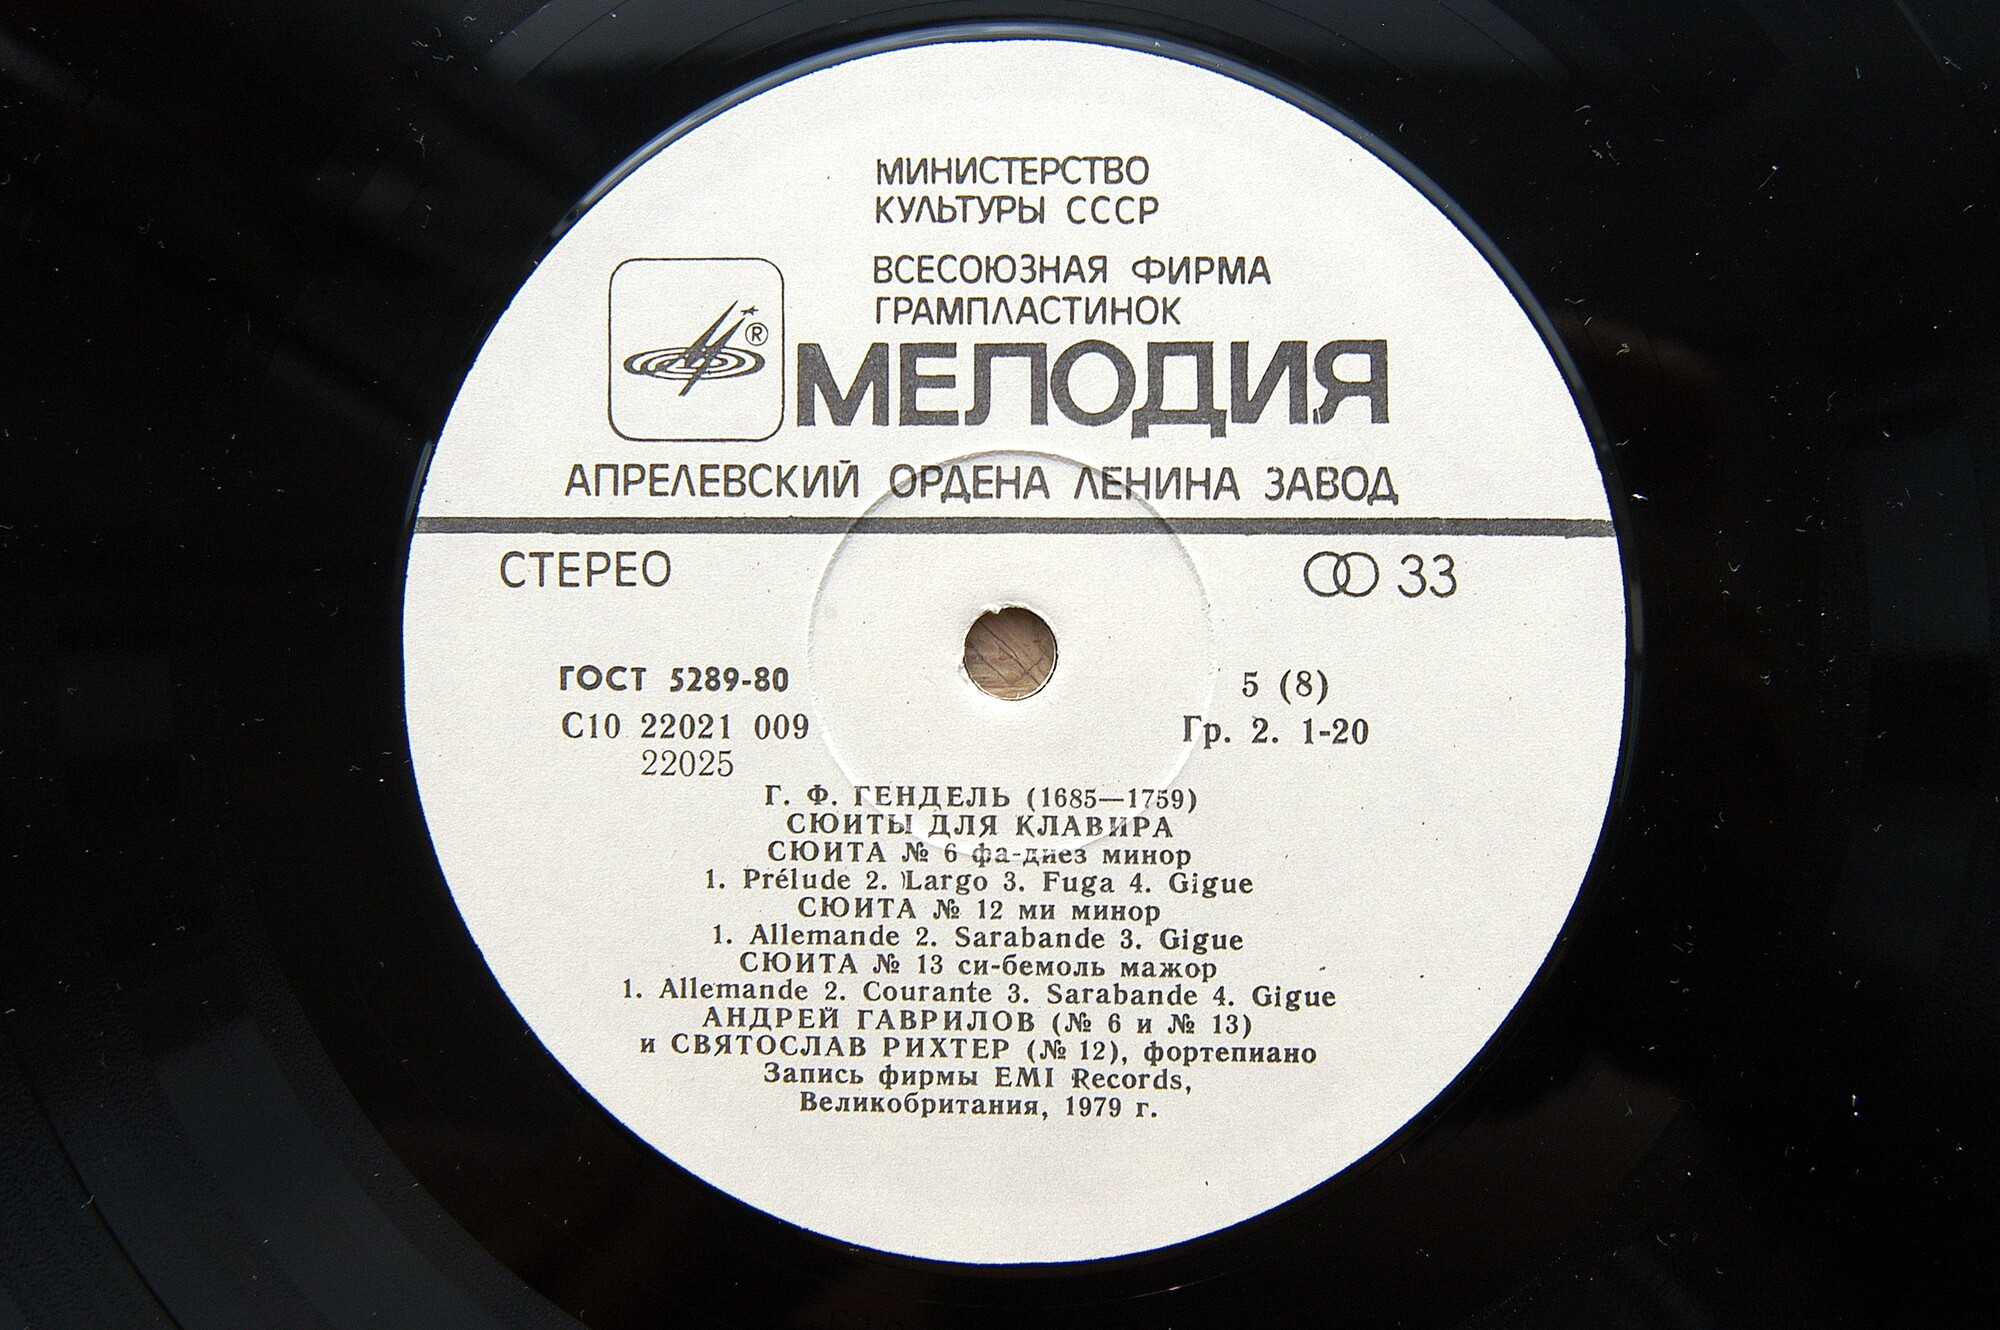 МИНИСТЕРСТВО
КУЛЬТУРЫ СССР
ВСЕСОЮЗНАЯ ФИРМА
ГРАМПЛАСТИНОК
®
МЕЛОДИЯ
АПРЕЛЕВСКИЙ ОРДЕНА ЛЕНИНА ЗАВОД
СТЕРЕО
33
ГОСТ 5289-80
5 (8)
С10 22021 009
Гр. 2. 1-20
22025
Г. Ф. ГЕНДЕЛЬ (1685—1759)
СЮИТЫ ДЛЯ КЛАВИРА
СЮИТА № 6 фа-диез минор
1. Prélude 2. Largo 3. Fuga 4. Gigue
СЮИТА № 12 ми минор
1. Allemande 2. Sarabande 3. Gigue
СЮИТА № 13 си-бемоль мажор
1. Allemande 2. Courante 3. Sarabande 4. Gigue
АНДРЕЙ ГАВРИЛОВ (№ 6 и № 13)
и СВЯТОСЛАВ РИХТЕР (№ 12), фортепиано
Запись фирмы EMI Records,
Великобритания, 1979 г.